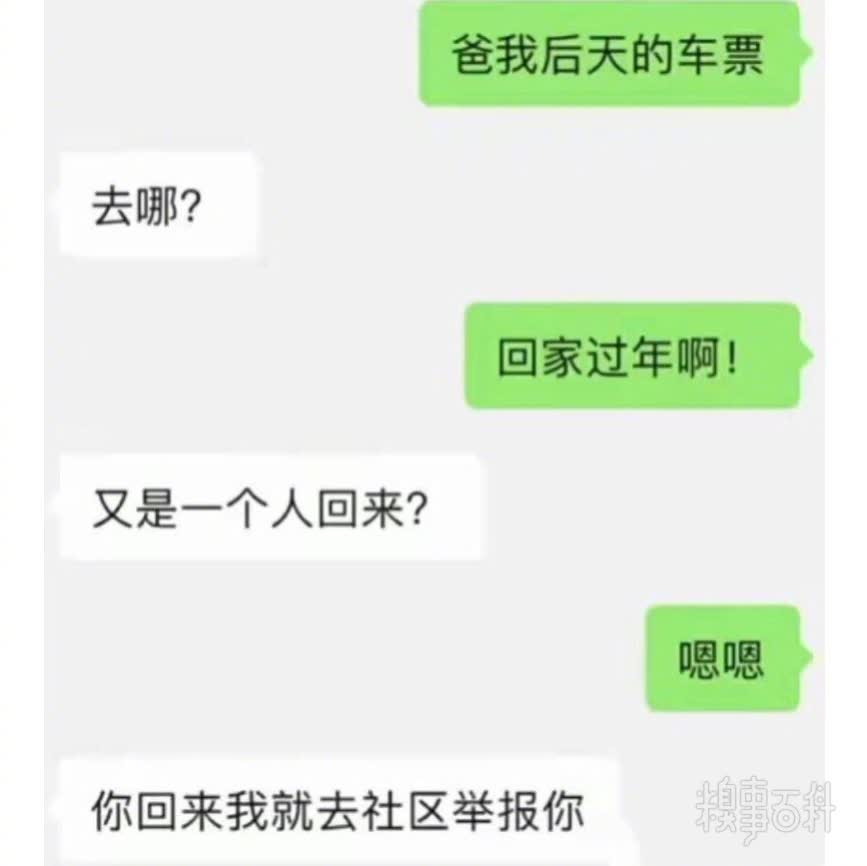 爸我后天的车票
去哪?
回家过年啊!
又是一个人回来?
嗯嗯
你回来我就去社区举报你
糗事百科